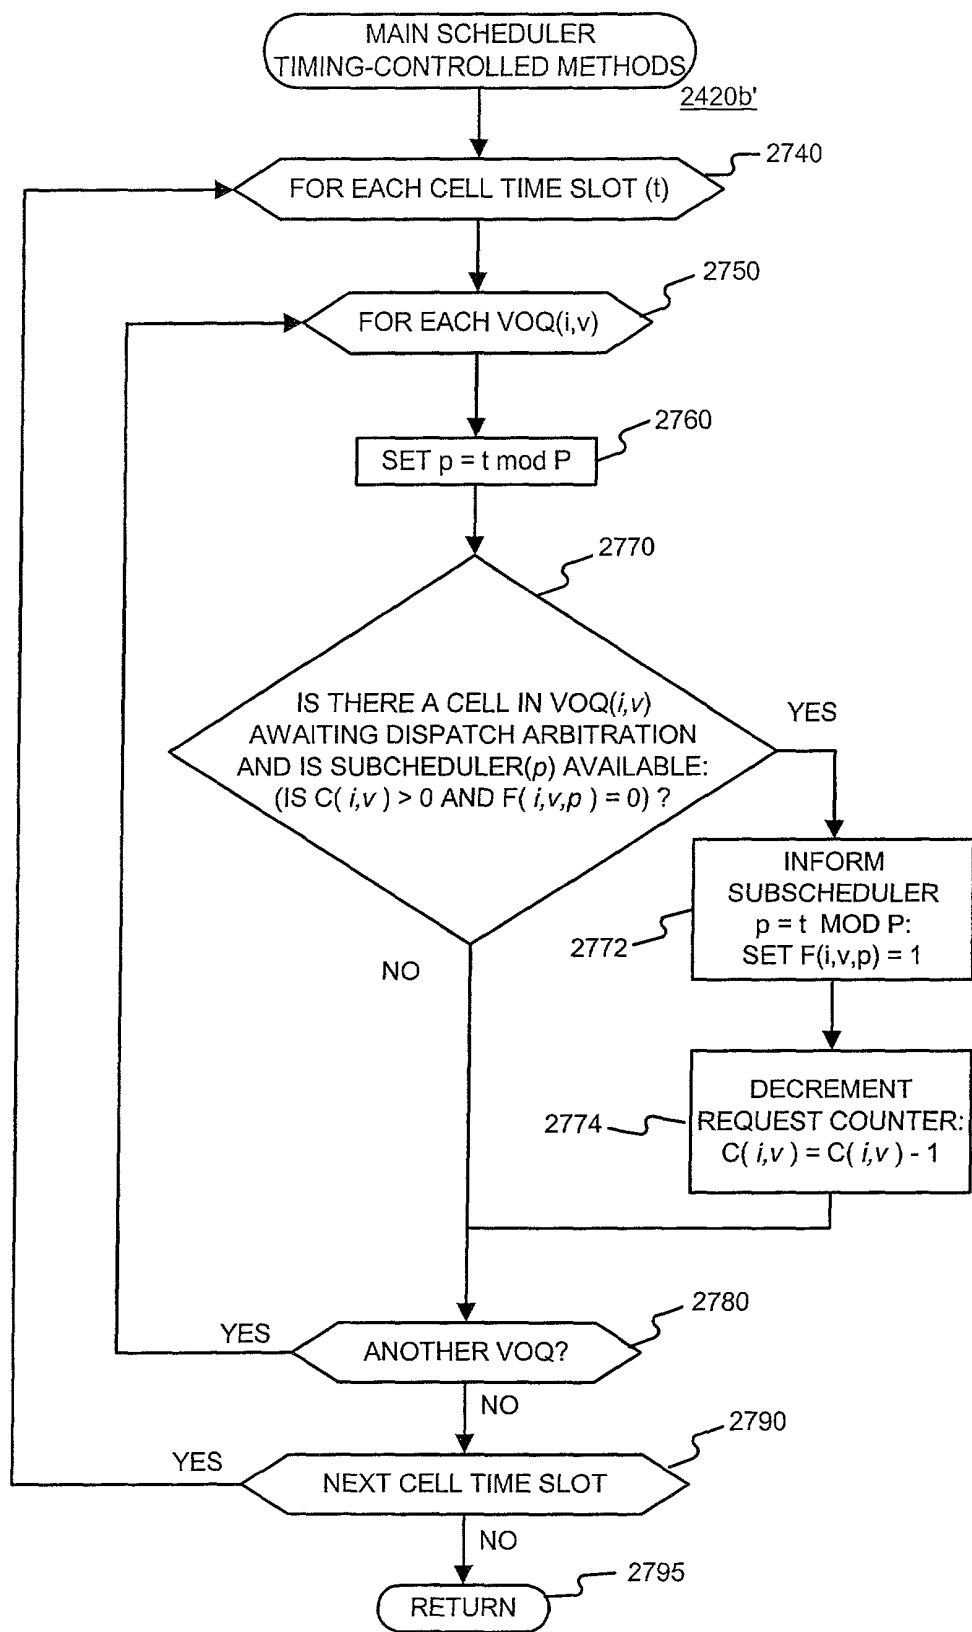 MAIN SCHEDULER
TIMING-CONTROLLED METHODS
2420b'
2740
FOR EACH CELL TIME SLOT (t)
2750
FOR EACH VOQ(i,v)
2760
SET p = t mod P
2770
IS THERE A CELL IN VOQ(i,v)
AWAITING DISPATCH ARBITRATION
AND IS SUBCHEDULER(p) AVAILABLE:
(IS C( i,v ) > 0 AND F( i,v,p ) = 0) ?
YES
INFORM
SUBSCHEDULER
p = t MOD P:
SET F(i,v,p) = 1
2772
NO
DECREMENT
REQUEST COUNTER:
C( i,v ) = C( i,v ) - 1
2774
2780
YES
ANOTHER VOQ?
NO
2790
YES
NEXT CELL TIME SLOT
NO
2795
RETURN